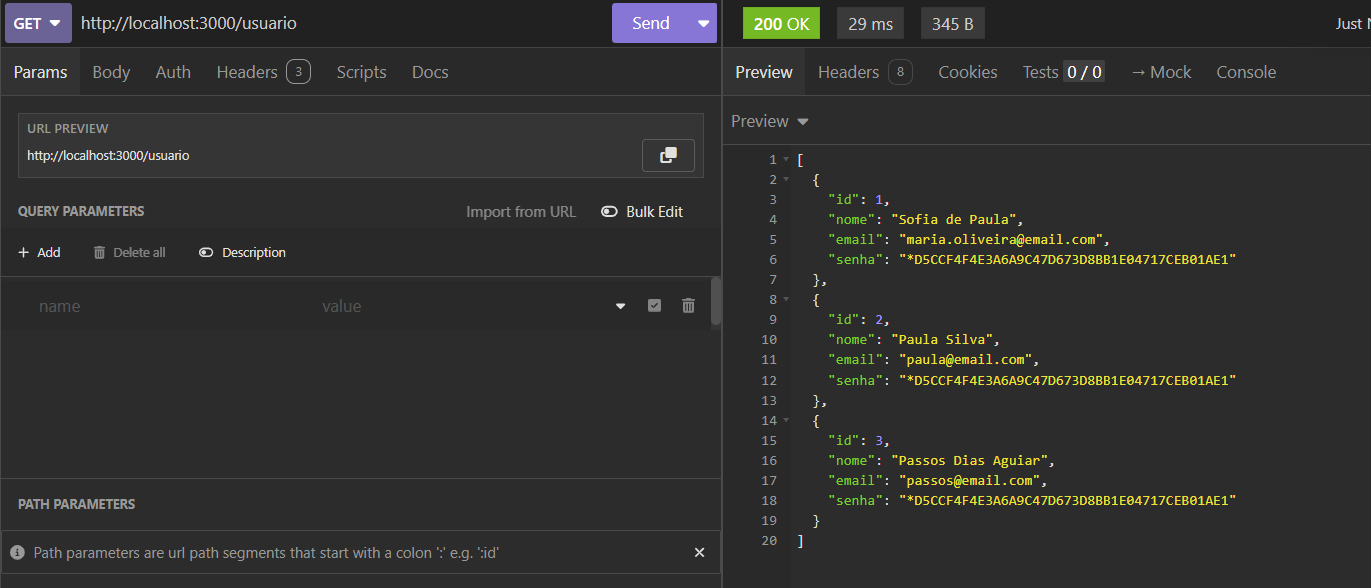 GET http://localhost:3000/usuario Send
Params Body Auth Headers 3 Scripts Docs
URL PREVIEW
http://localhost:3000/usuario
QUERY PARAMETERS Import from URL Bulk Edit
+ Add Delete all Description
name value
PATH PARAMETERS
Path parameters are url path segments that start with a colon ':' e.g. ':id'
200 OK 29 ms 345 B Just
Preview Headers 8 Cookies Tests 0 / 0 → Mock Console
Preview
1 [
2 {
3 "id": 1,
4 "nome": "Sofia de Paula",
5 "email": "maria.oliveira@email.com",
6 "senha": "*D5CCF4F4E3A6A9C47D673D8BB1E04717CEB01AE1"
7 },
8 {
9 "id": 2,
10 "nome": "Paula Silva",
11 "email": "paula@email.com",
12 "senha": "*D5CCF4F4E3A6A9C47D673D8BB1E04717CEB01AE1"
13 },
14 {
15 "id": 3,
16 "nome": "Passos Dias Aguiar",
17 "email": "passos@email.com",
18 "senha": "*D5CCF4F4E3A6A9C47D673D8BB1E04717CEB01AE1"
19 }
20 ]